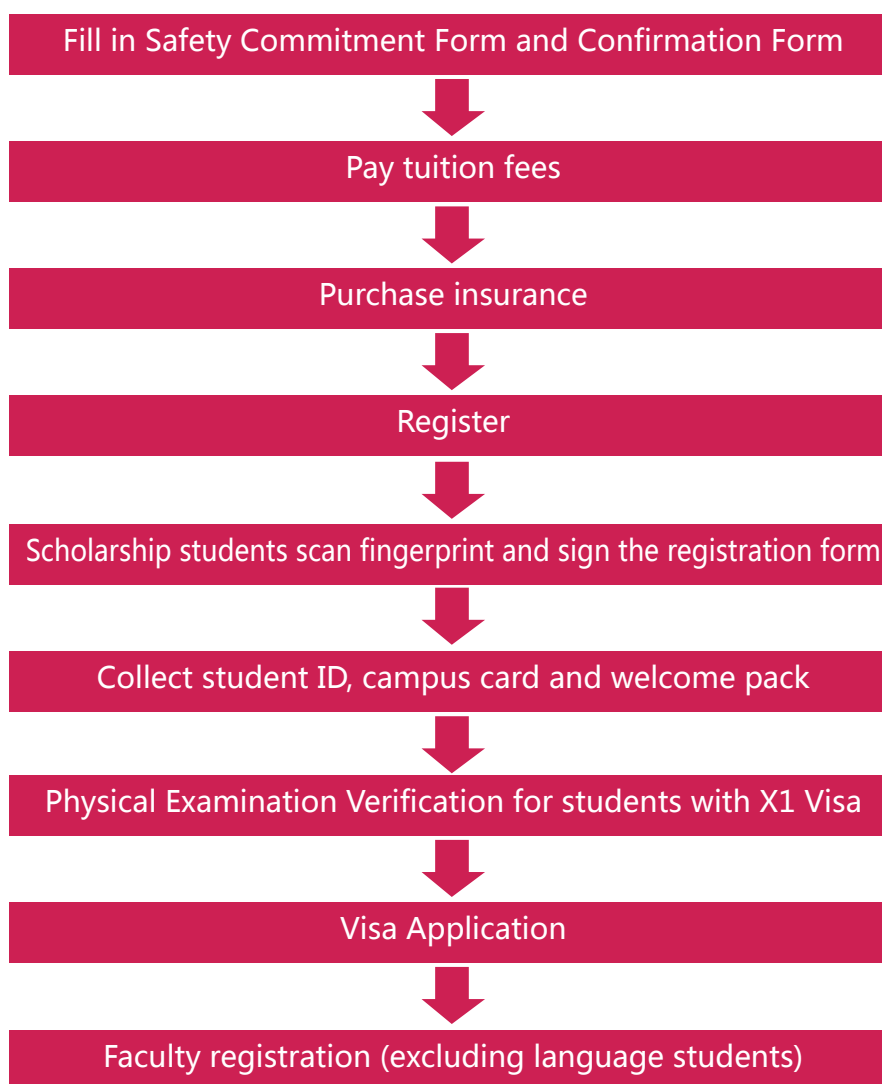 Fill in Safety Commitment Form and Confirmation Form
Pay tuition fees
Purchase insurance
Register
Scholarship students scan fingerprint and sign the registration form
Collect student ID, campus card and welcome pack
Physical Examination Verification for students with X1 Visa
Visa Application
Faculty registration (excluding language students)